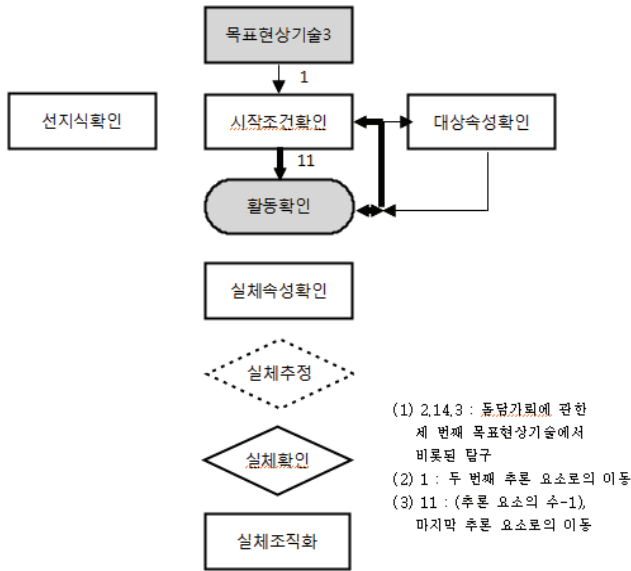 목표현상기술3
1
선지식확인
시작조건확인
대상속성확인
11
활동확인
실체속성확인
실체추정
실체확인
실체조직화
(1) 2.14.3 : 돌담가뢰에 관한
세 번째 목표현상기술에서
비롯된 탐구
(2) 1 : 두 번째 추론 요소로의 이동
(3) 11 : (추론 요소의 수-1),
마지막 추론 요소로의 이동